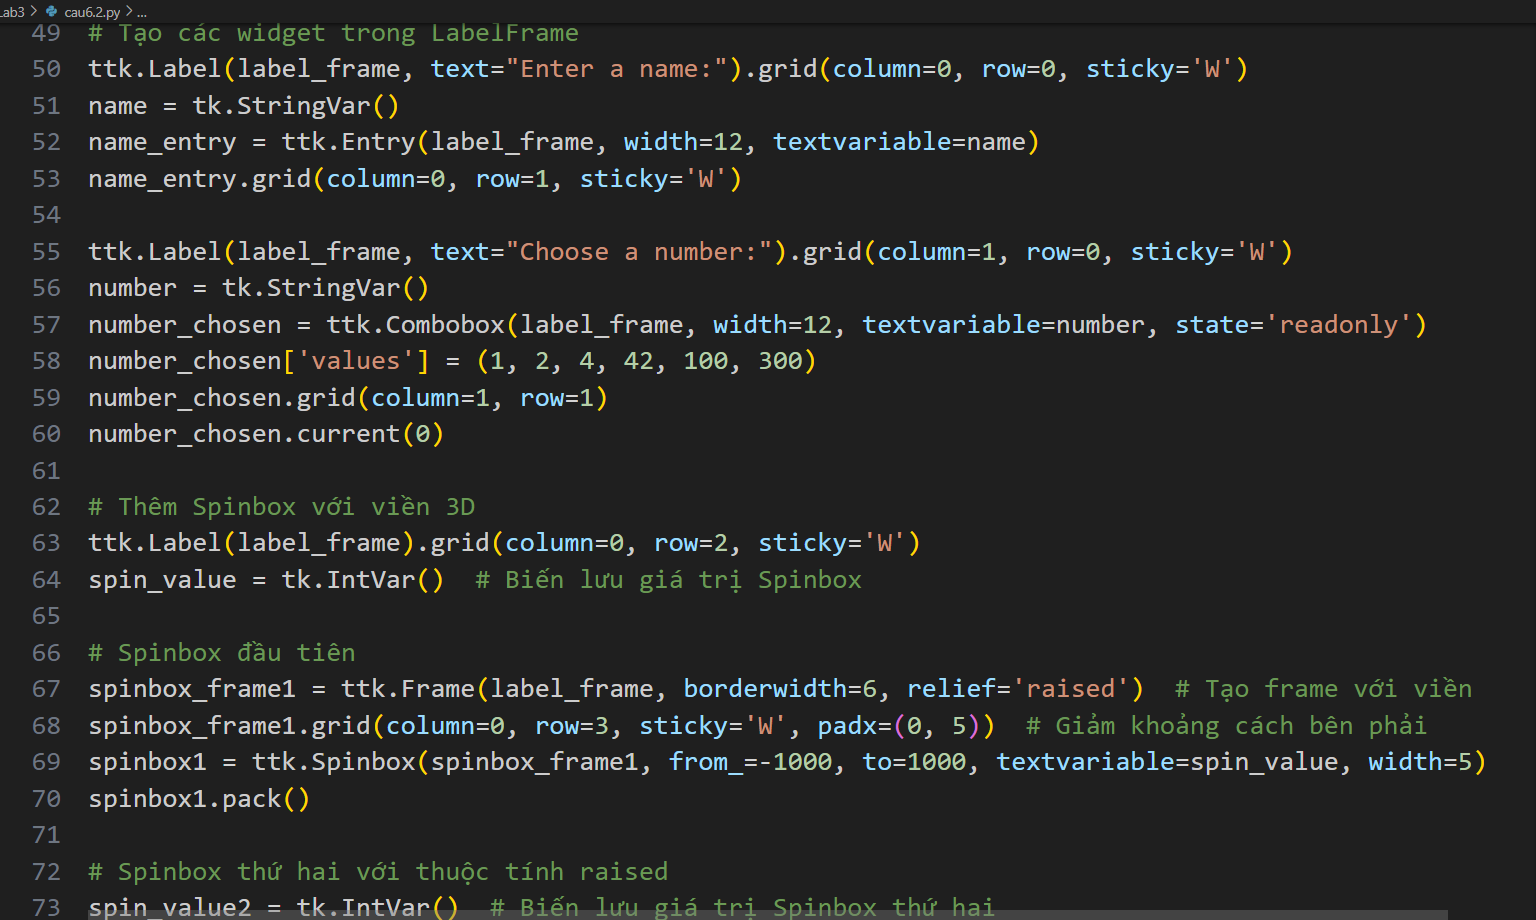 Lab3 > cau6.2.py > ...
49 # Tạo các widget trong LabelFrame
50 ttk.Label(label_frame, text="Enter a name:").grid(column=0, row=0, sticky='W')
51 name = tk.StringVar()
52 name_entry = ttk.Entry(label_frame, width=12, textvariable=name)
53 name_entry.grid(column=0, row=1, sticky='W')
54
55 ttk.Label(label_frame, text="Choose a number:").grid(column=1, row=0, sticky='W')
56 number = tk.StringVar()
57 number_chosen = ttk.Combobox(label_frame, width=12, textvariable=number, state='readonly')
58 number_chosen['values'] = (1, 2, 4, 42, 100, 300)
59 number_chosen.grid(column=1, row=1)
60 number_chosen.current(0)
61
62 # Thêm Spinbox với viền 3D
63 ttk.Label(label_frame).grid(column=0, row=2, sticky='W')
64 spin_value = tk.IntVar()  # Biến lưu giá trị Spinbox
65
66 # Spinbox đầu tiên
67 spinbox_frame1 = ttk.Frame(label_frame, borderwidth=6, relief='raised')  # Tạo frame với viền
68 spinbox_frame1.grid(column=0, row=3, sticky='W', padx=(0, 5))  # Giảm khoảng cách bên phải
69 spinbox1 = ttk.Spinbox(spinbox_frame1, from_=-1000, to=1000, textvariable=spin_value, width=5)
70 spinbox1.pack()
71
72 # Spinbox thứ hai với thuộc tính raised
73 spin_value2 = tk.IntVar()  # Biến lưu giá trị Spinbox thứ hai